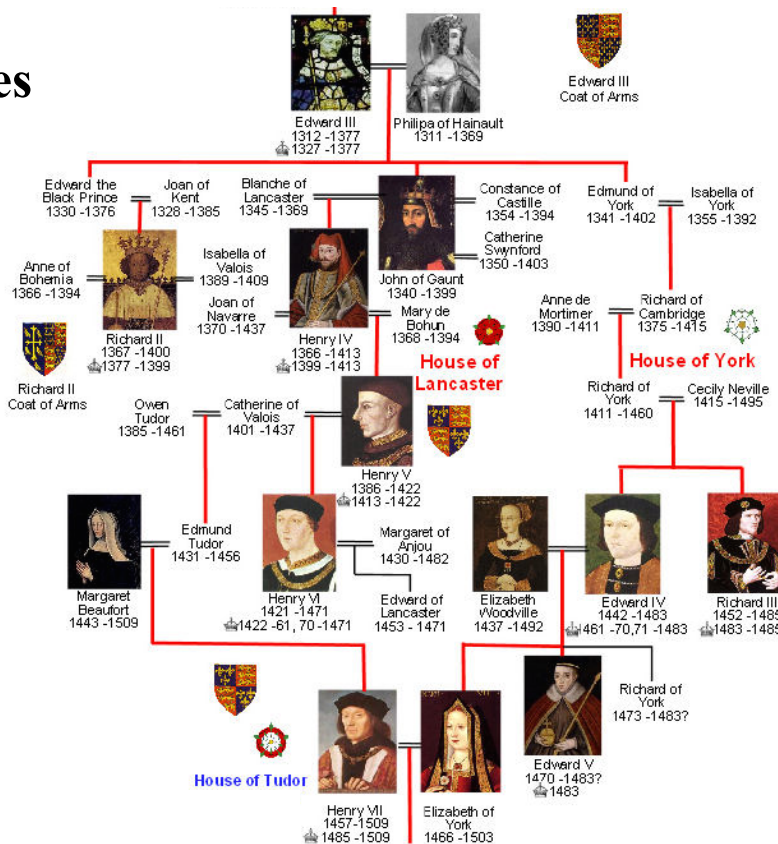 es
Edward III
1312 -1377
1327 -1377
Philipa of Hainault
1311 -1369
Edward III
Coat of Arms
Edward the
Black Prince
1330 -1376
Joan of
Kent
1328 -1385
Blanche of
Lancaster
1345 -1369
John of Gaunt
1340 -1399
Constance of
Castille
1354 -1394
Catherine
Swynford
1350 -1403
Edmund of
York
1341 -1402
Isabella of
York
1355 -1392
Anne of
Bohemia
1366 -1394
Richard II
1367 -1400
1377 -1399
Isabella of
Valois
1389 -1409
Joan of
Navarre
1370 -1437
Henry IV
1366 -1413
1399 -1413
Mary de
Bohun
1368 -1394
Anne de
Mortimer
1390 -1411
Richard of
Cambridge
1375 -1415
Richard II
Coat of Arms
House of
Lancaster
House of York
Owen
Tudor
1385 -1461
Catherine of
Valois
1401 -1437
Henry V
1386 -1422
1413 -1422
Richard of
York
1411 -1460
Cecily Neville
1415 -1495
Margaret
Beaufort
1443 -1509
Edmund
Tudor
1431 -1456
Henry VI
1421 -1471
1422 -61, 70 -1471
Margaret of
Anjou
1430 -1482
Edward of
Lancaster
1453 - 1471
Elizabeth
Woodville
1437 -1492
Edward IV
1442 -1483
1461 -70,71 -1483
Richard III
1452 -1485
1483 -1485
Richard of
York
1473 -1483?
Edward V
1470 -1483?
1483
House of Tudor
Henry VII
1457-1509
1485 -1509
Elizabeth of
York
1466 -1503